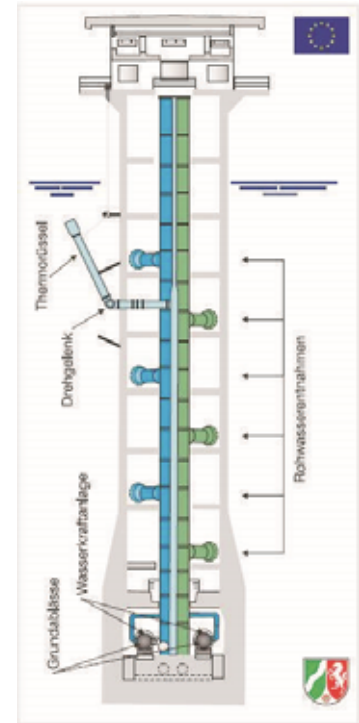 Thermorüssel
Drehgelenk
Rohwasserentnahmen
Wasserkraftanlage
Grundablässe